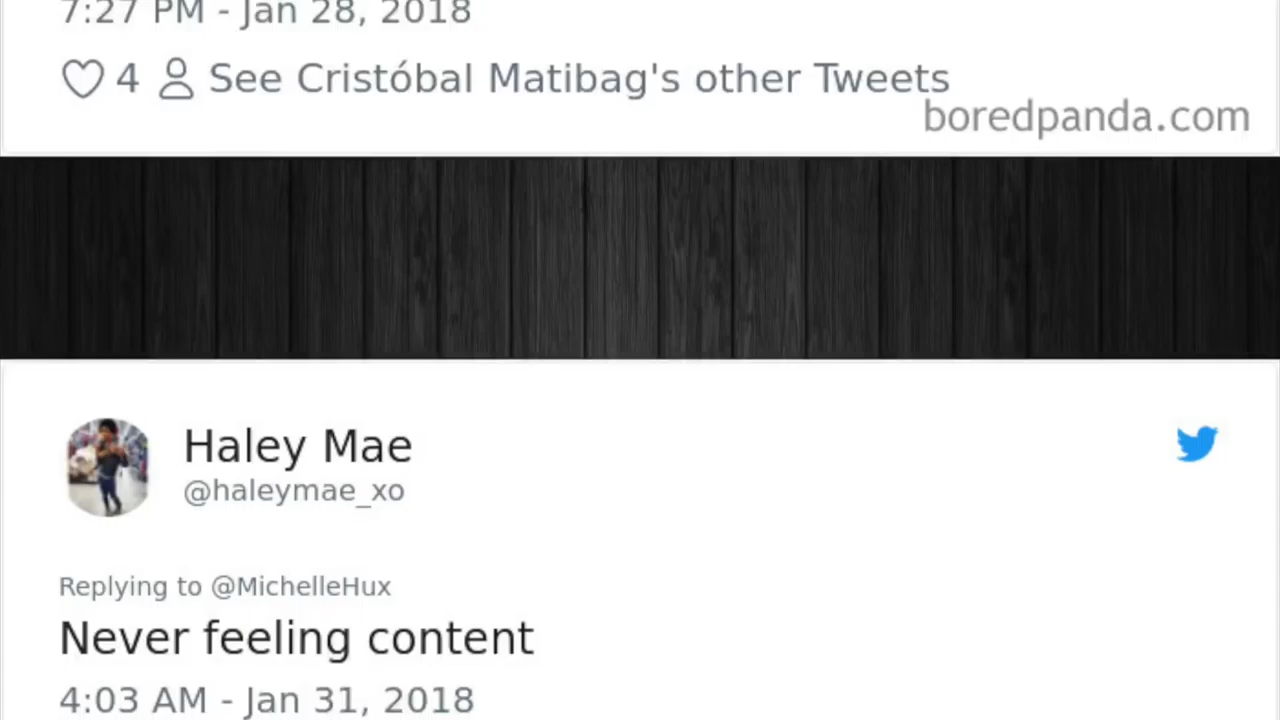 7:27 PM - Jan 28, 2018
4 See Cristóbal Matibag's other Tweets
boredpanda.com
Haley Mae
@haleymae_xo
Replying to @MichelleHux
Never feeling content
4:03 AM - Jan 31, 2018